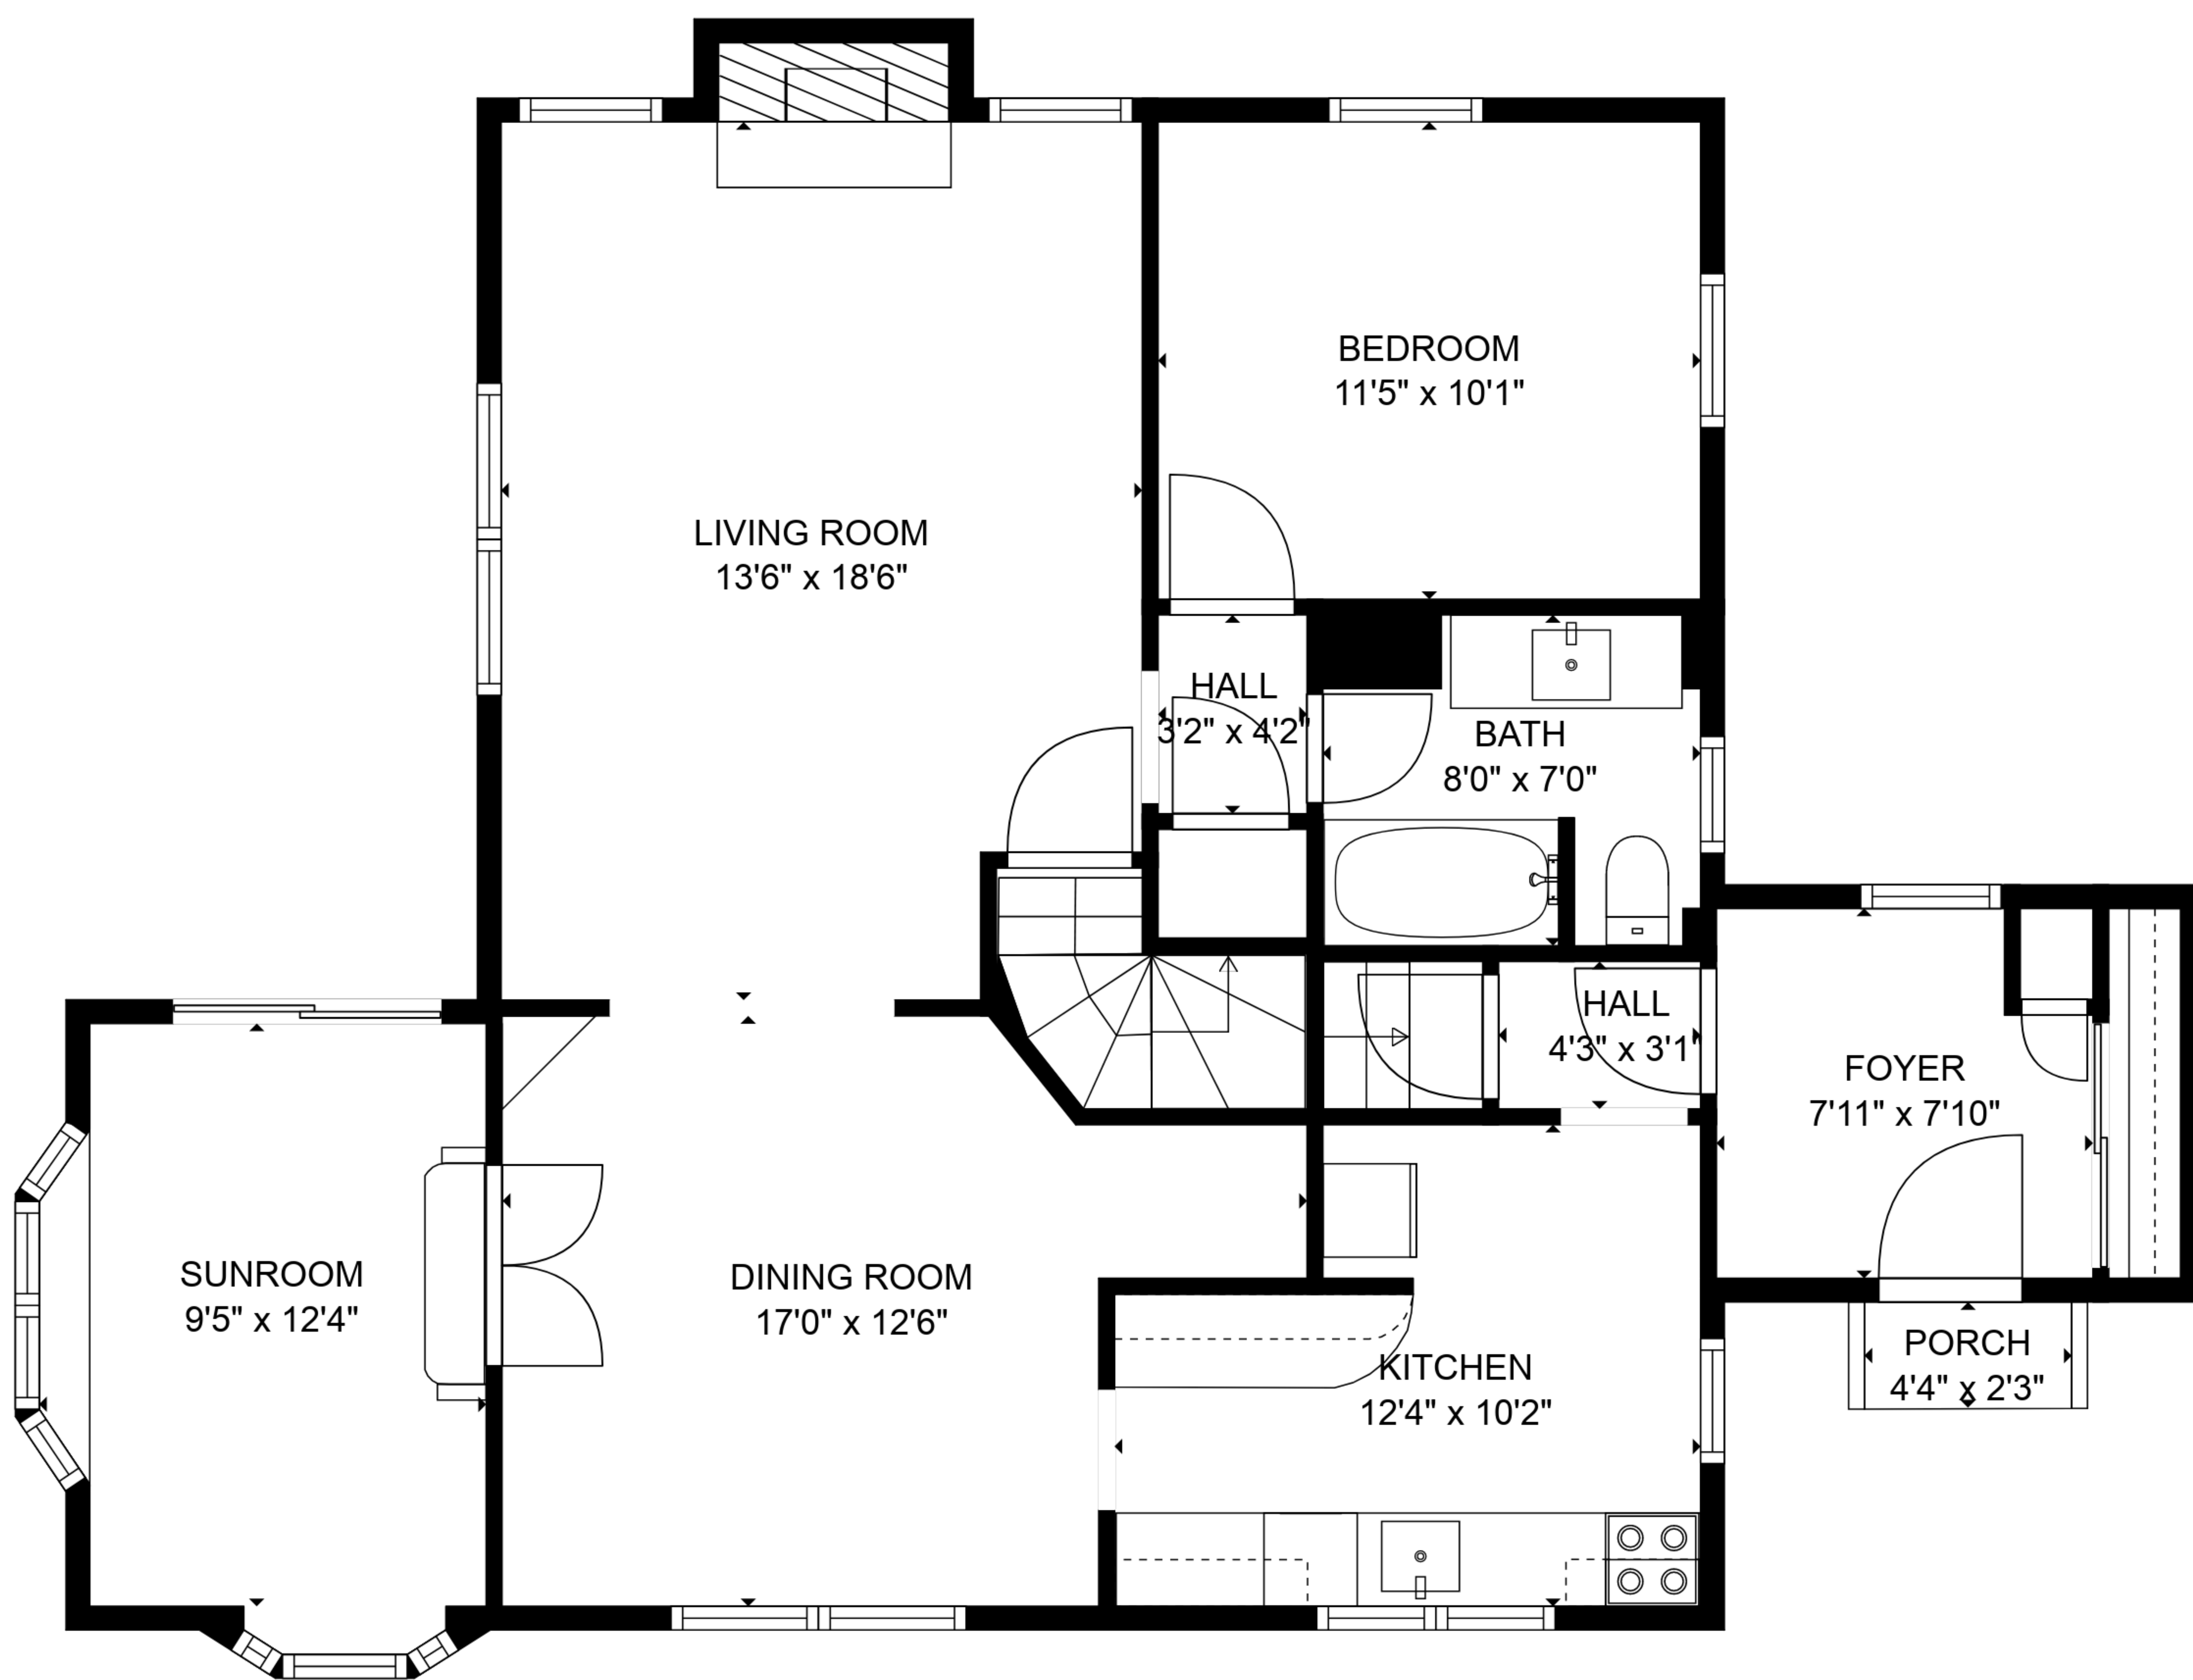 BEDROOM
11'5" x 10'1"
LIVING ROOM
13'6" x 18'6"
HALL
3'2" x 4'2"
BATH
8'0" x 7'0"
HALL
4'3" x 3'1"
FOYER
7'11" x 7'10"
SUNROOM
9'5" x 12'4"
DINING ROOM
17'0" x 12'6"
KITCHEN
12'4" x 10'2"
PORCH
4'4" x 2'3"